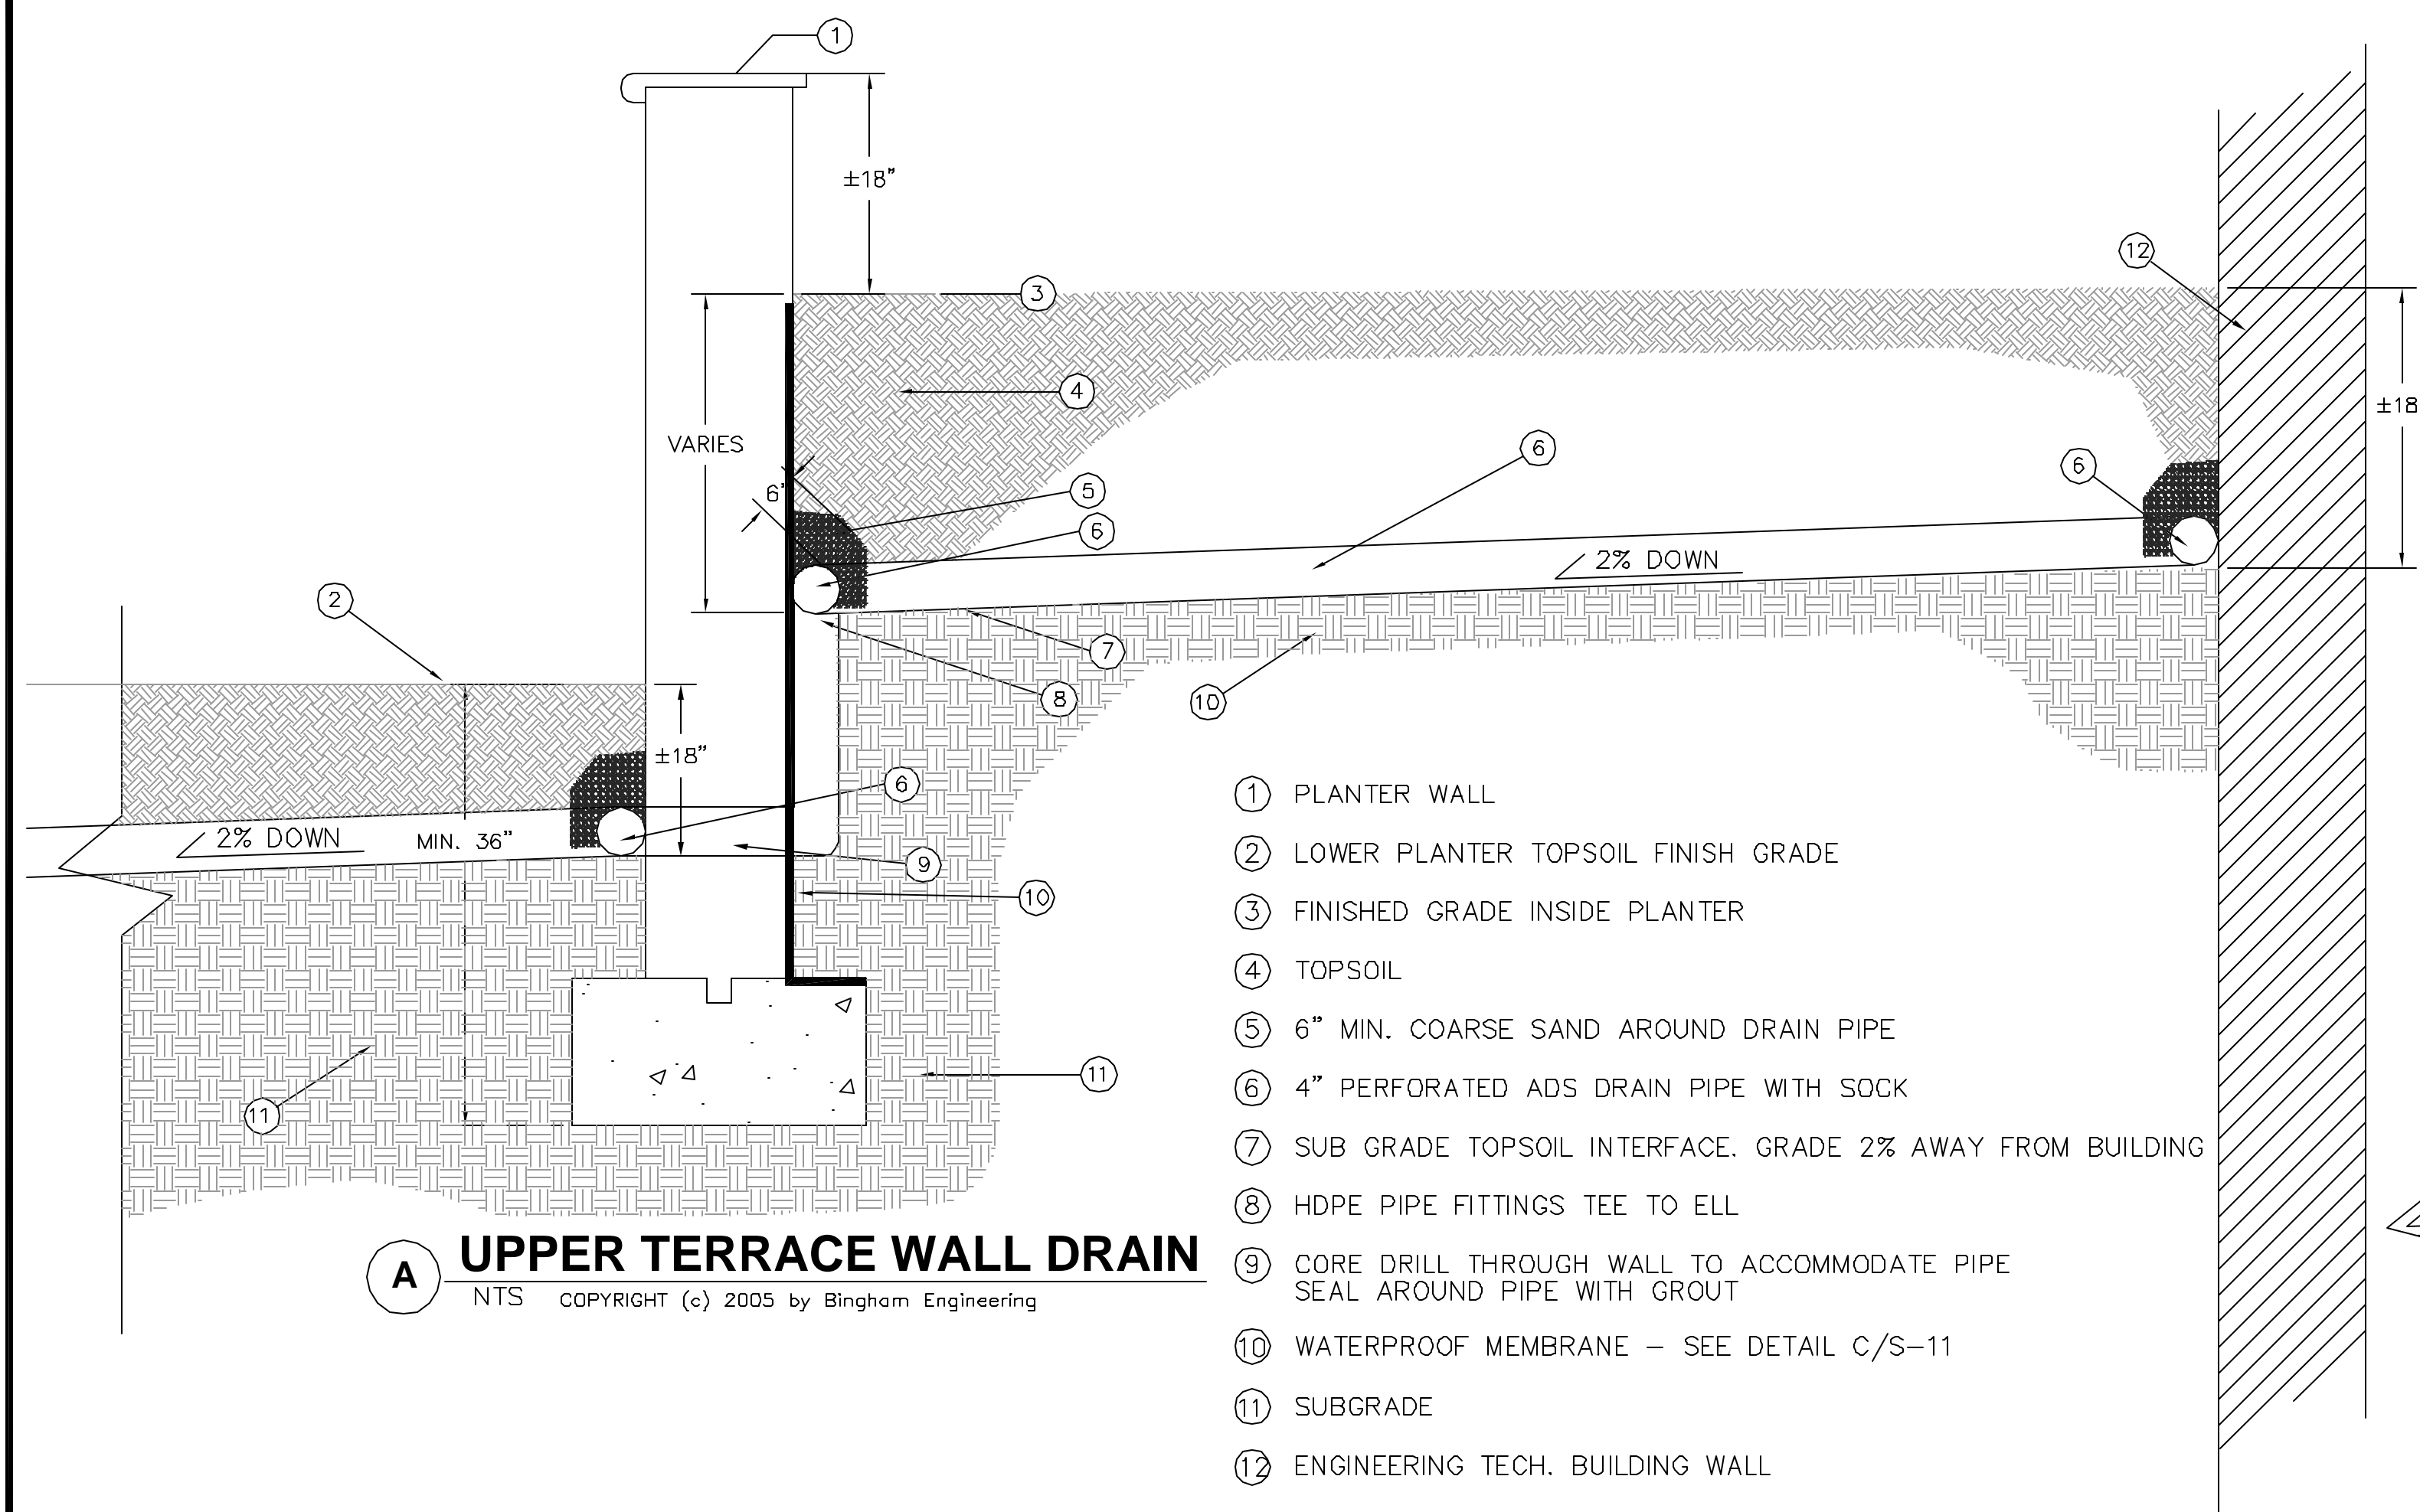 1
±18"
12
3
4
±18
VARIES
6
6
6"
5
6
2% DOWN
2
7
8
10
±18"
6
2% DOWN
MIN. 36"
9
10
11
11
1 PLANTER WALL
2 LOWER PLANTER TOPSOIL FINISH GRADE
3 FINISHED GRADE INSIDE PLANTER
4 TOPSOIL
5 6" MIN. COARSE SAND AROUND DRAIN PIPE
6 4" PERFORATED ADS DRAIN PIPE WITH SOCK
7 SUB GRADE TOPSOIL INTERFACE. GRADE 2% AWAY FROM BUILDING
8 HDPE PIPE FITTINGS TEE TO ELL
9 CORE DRILL THROUGH WALL TO ACCOMMODATE PIPE
SEAL AROUND PIPE WITH GROUT
10 WATERPROOF MEMBRANE – SEE DETAIL C/S-11
11 SUBGRADE
12 ENGINEERING TECH. BUILDING WALL
A UPPER TERRACE WALL DRAIN
NTS COPYRIGHT (c) 2005 by Bingham Engineering